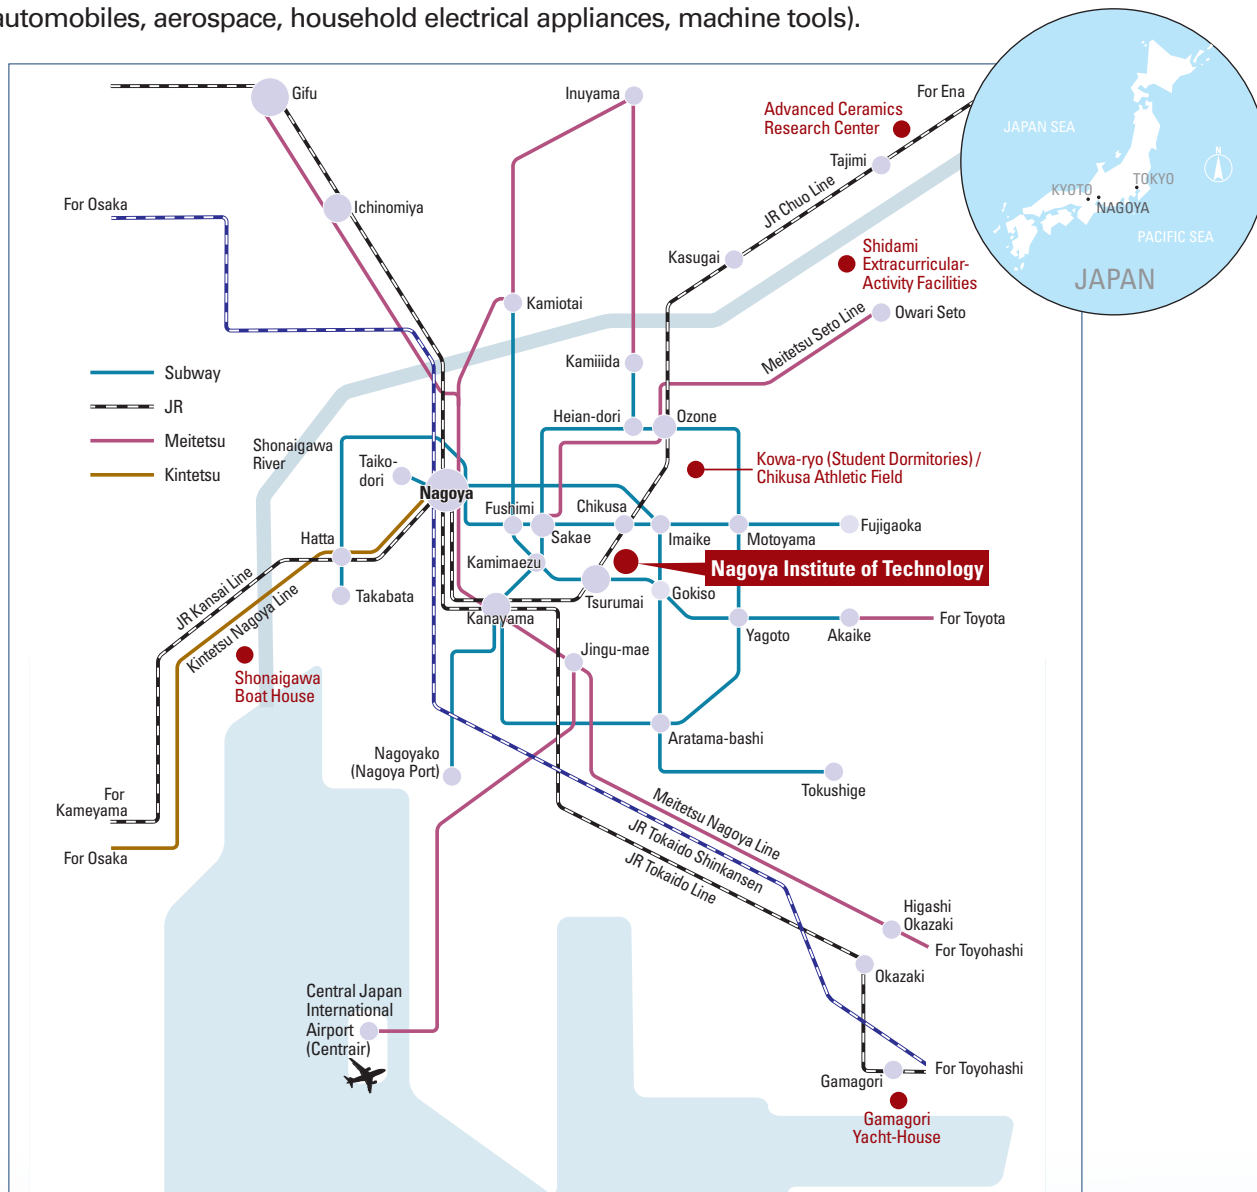 automobiles, aerospace, household electrical appliances, machine tools).
Gifu
Inuyama
Advanced Ceramics
Research Center
For Ena
JAPAN SEA
Tajimi
N
TOKYO
KYOTO
NAGOYA
For Osaka
Ichinomiya
JR Chuo Line
PACIFIC SEA
Kasugai
Shidami
Extracurricular-
Activity Facilities
JAPAN
Kamiotai
Owari Seto
Meitetsu Seto Line
Kamiiida
Subway
JR
Meitetsu
Kintetsu
Heian-dori
Ozone
Shonaigawa
River
Taiko-
dori
Kowa-ryo (Student Dormitories) /
Chikusa Athletic Field
Nagoya
Fushimi
Chikusa
Sakae
Imaike
Motoyama
Fujigaoka
Hatta
Kamimaezu
Nagoya Institute of Technology
Takabata
Tsurumai
Gokiso
JR Kansai Line
Kintetsu Nagoya Line
Kanayama
Yagoto
Akaike
For Toyota
Jingu-mae
Shonaigawa
Boat House
Aratama-bashi
Nagoyako
(Nagoya Port)
Tokushige
For
Kameyama
Meitetsu Nagoya Line
JR Tokaido Shinkansen
JR Tokaido Line
For Osaka
Higashi
Okazaki
For Toyohashi
Okazaki
Central Japan
International
Airport
(Centrair)
For Toyohashi
Gamagori
Gamagori
Yacht-House